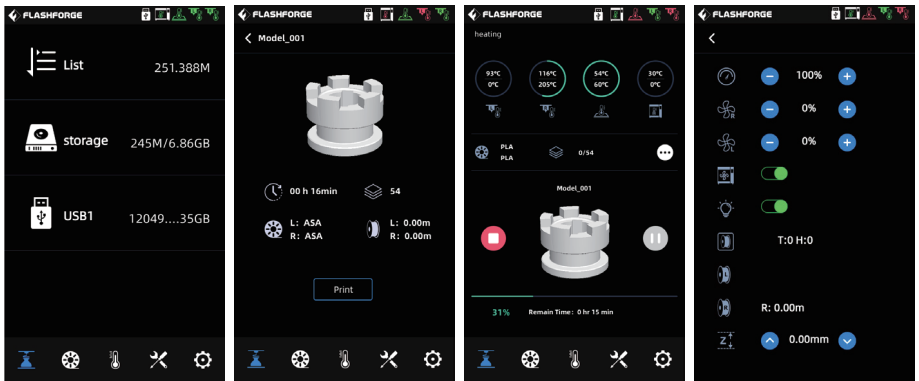 FLASHFORGE
List
251.388M
storage
245M/6.86GB
USB1
12049....35GB
FLASHFORGE
Model_001
00 h 16min
54
L: ASA
R: ASA
L: 0.00m
R: 0.00m
Print
FLASHFORGE
heating
93℃
0℃
116℃
205℃
54℃
60℃
30℃
0℃
PLA
PLA
0/54
Model_001
31%
Remain Time: 0 hr 15 min
FLASHFORGE
100%
R
0%
L
0%
T:0 H:0
L
R
R: 0.00m
Z
0.00mm